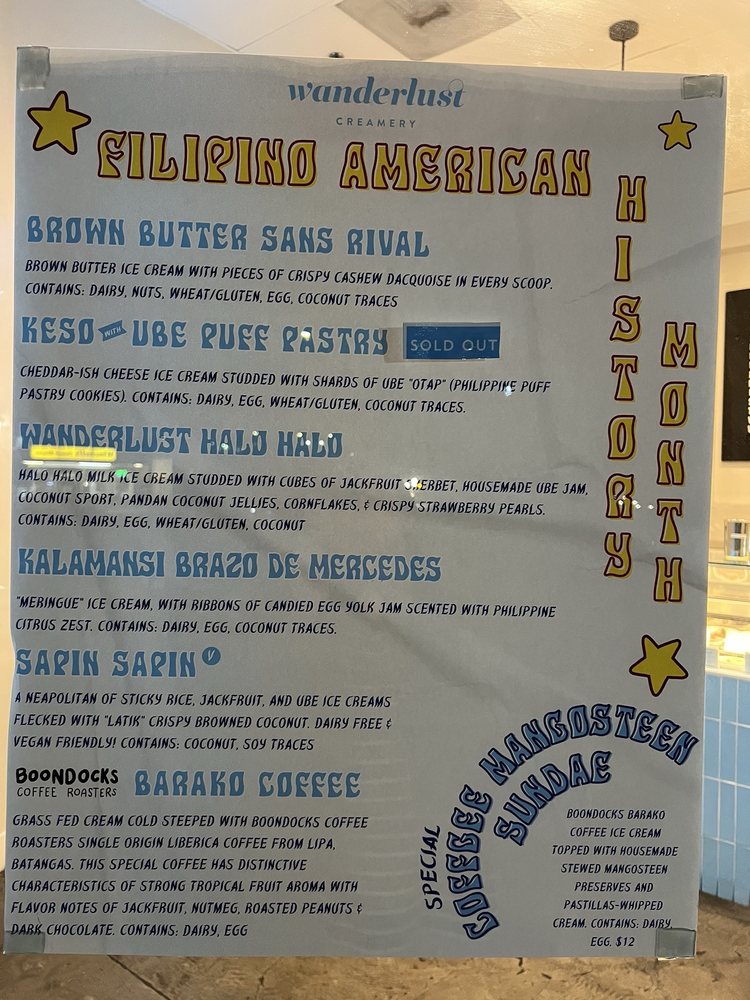 wanderlust
CREAMERY
FILIPINO AMERICAN
HISTORY
MONTH
BROWN BUTTER SANS RIVAL
BROWN BUTTER ICE CREAM WITH PIECES OF CRISPY CASHEW DACQUOISE IN EVERY SCOOP.
CONTAINS: DAIRY, NUTS, WHEAT/GLUTEN, EGG, COCONUT TRACES
KESO WITH UBE PUFF PASTRY SOLD OUT
CHEDDAR-ISH CHEESE ICE CREAM STUDDED WITH SHARDS OF UBE "OTAP" (PHILIPPINE PUFF
PASTRY COOKIES). CONTAINS: DAIRY, EGG, WHEAT/GLUTEN, COCONUT TRACES.
WANDERLUST HALO HALO
HALO HALO MILK ICE CREAM STUDDED WITH CUBES OF JACKFRUIT SHERBET, HOUSEMADE UBE JAM,
COCONUT SPORT, PANDAN COCONUT JELLIES, CORNFLAKES, & CRISPY STRAWBERRY PEARLS.
CONTAINS: DAIRY, EGG, WHEAT/GLUTEN, COCONUT
KALAMANSI BRAZO DE MERCEDES
"MERINGUE" ICE CREAM, WITH RIBBONS OF CANDIED EGG YOLK JAM SCENTED WITH PHILIPPINE
CITRUS ZEST. CONTAINS: DAIRY, EGG, COCONUT TRACES.
SAPIN SAPIN V
A NEAPOLITAN OF STICKY RICE, JACKFRUIT, AND UBE ICE CREAMS
FLECKED WITH "LATIK" CRISPY BROWNED COCONUT. DAIRY FREE &
VEGAN FRIENDLY! CONTAINS: COCONUT, SOY TRACES
BOONDOCKS
COFFEE ROASTERS
BARAKO COFFEE
GRASS FED CREAM COLD STEEPED WITH BOONDOCKS COFFEE
ROASTERS SINGLE ORIGIN LIBERICA COFFEE FROM LIPA,
BATANGAS. THIS SPECIAL COFFEE HAS DISTINCTIVE
CHARACTERISTICS OF STRONG TROPICAL FRUIT AROMA WITH
FLAVOR NOTES OF JACKFRUIT, NUTMEG, ROASTED PEANUTS &
DARK CHOCOLATE. CONTAINS: DAIRY, EGG
SPECIAL
COFFEE MANGOSTEEN
SUNDAE
BOONDOCKS BARAKO
COFFEE ICE CREAM
TOPPED WITH HOUSEMADE
STEWED MANGOSTEEN
PRESERVES AND
PASTILLAS-WHIPPED
CREAM. CONTAINS: DAIRY,
EGG. $12